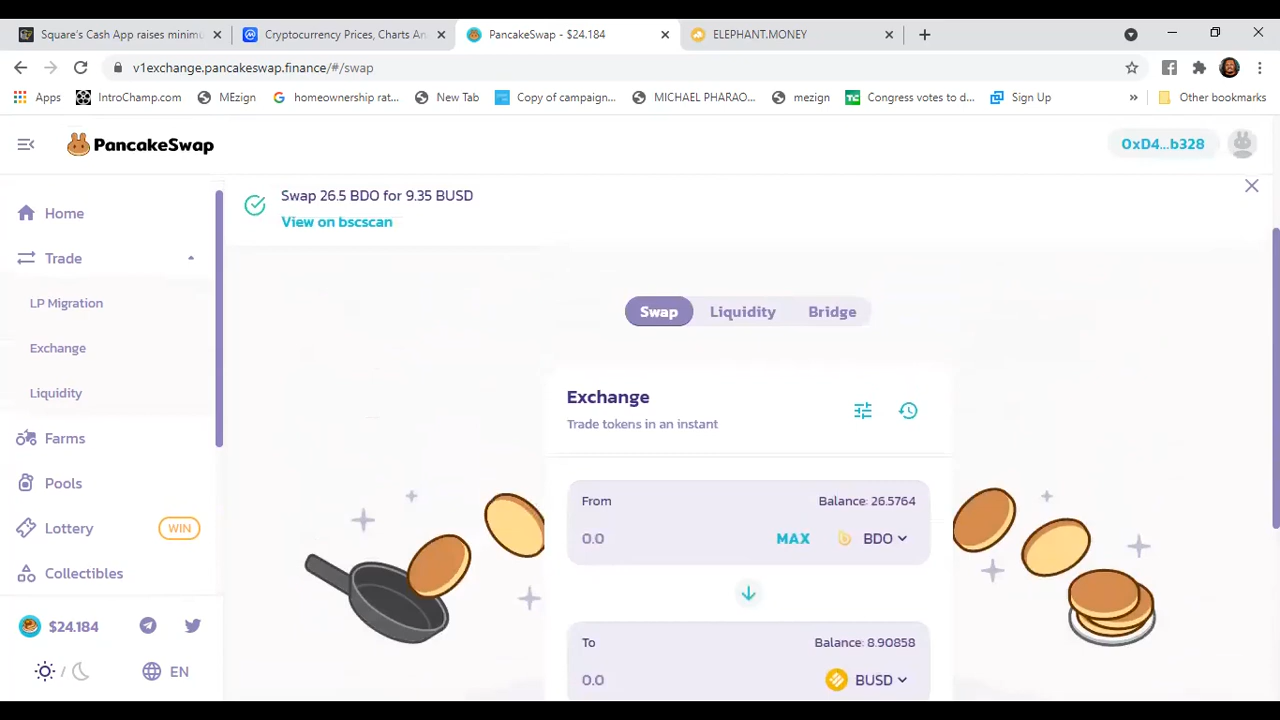 Square's Cash App raises minimu
Cryptocurrency Prices, Charts An
PancakeSwap - $24.184
ELEPHANT.MONEY
v1exchange.pancakeswap.finance/#/swap
Apps
IntroChamp.com
MEzign
homeownership rat...
New Tab
Copy of campaign...
MICHAEL PHARAO...
mezign
TC
Congress votes to d...
Sign Up
»
Other bookmarks
PancakeSwap
0xD4...b328
Swap 26.5 BDO for 9.35 BUSD
View on bscscan
Home
Trade
LP Migration
Exchange
Liquidity
Farms
Pools
Lottery
WIN
Collectibles
$24.184
/
EN
Swap
Liquidity
Bridge
Exchange
Trade tokens in an instant
From
Balance: 26.5764
0.0
MAX
BDO
To
Balance: 8.90858
0.0
BUSD